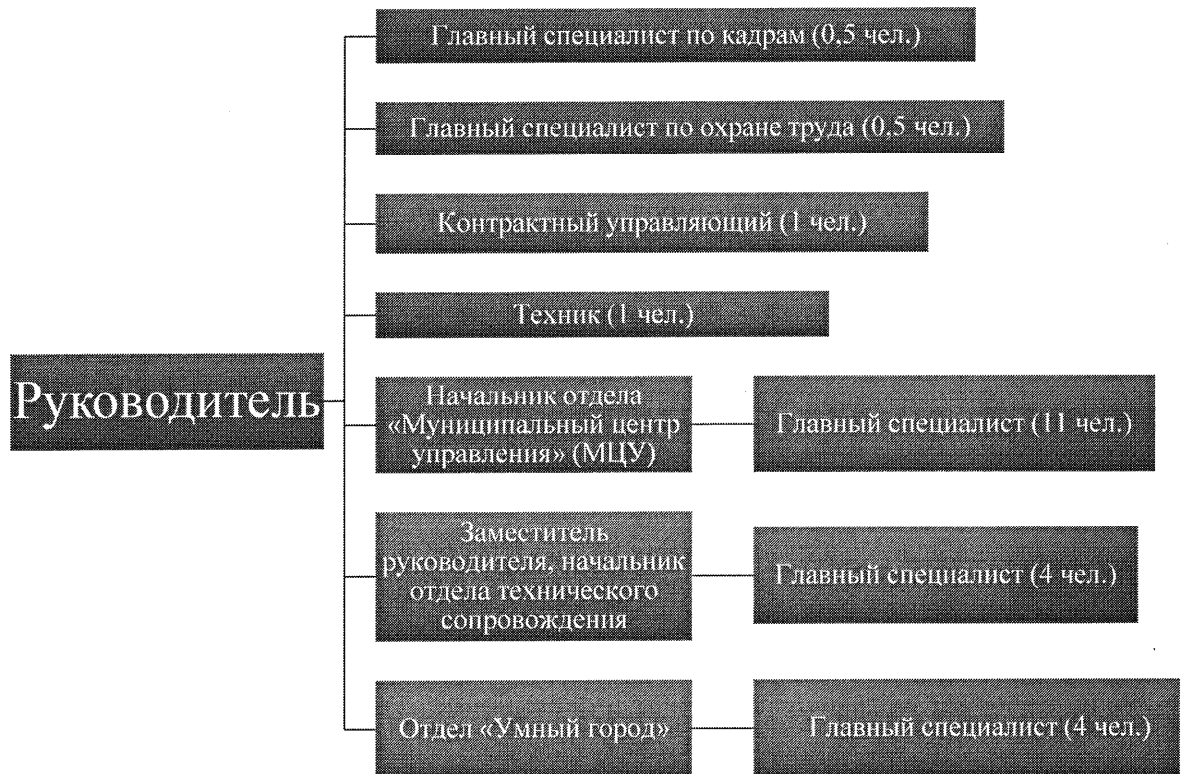 Главный специалист по кадрам (0,5 чел.)
Главный специалист по охране труда (0,5 чел.)
Контрактный управляющий (1 чел.)
Техник (1 чел.)
Руководитель
Начальник отдела
«Муниципальный центр
управления» (МЦУ)
Главный специалист (11 чел.)
Заместитель
руководителя, начальник
отдела технического
сопровождения
Главный специалист (4 чел.)
Отдел «Умный город»
Главный специалист (4 чел.)